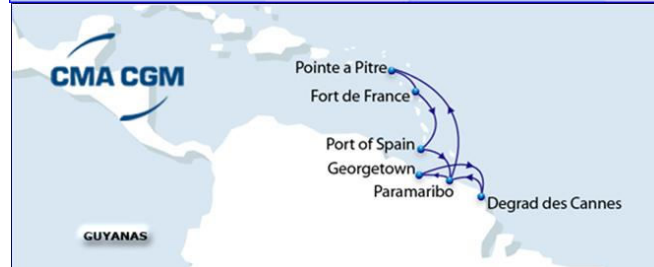 CMA CGM
Pointe a Pitre
Fort de France
Port of Spain
Georgetown
Paramaribo
Degrad des Cannes
GUYANAS